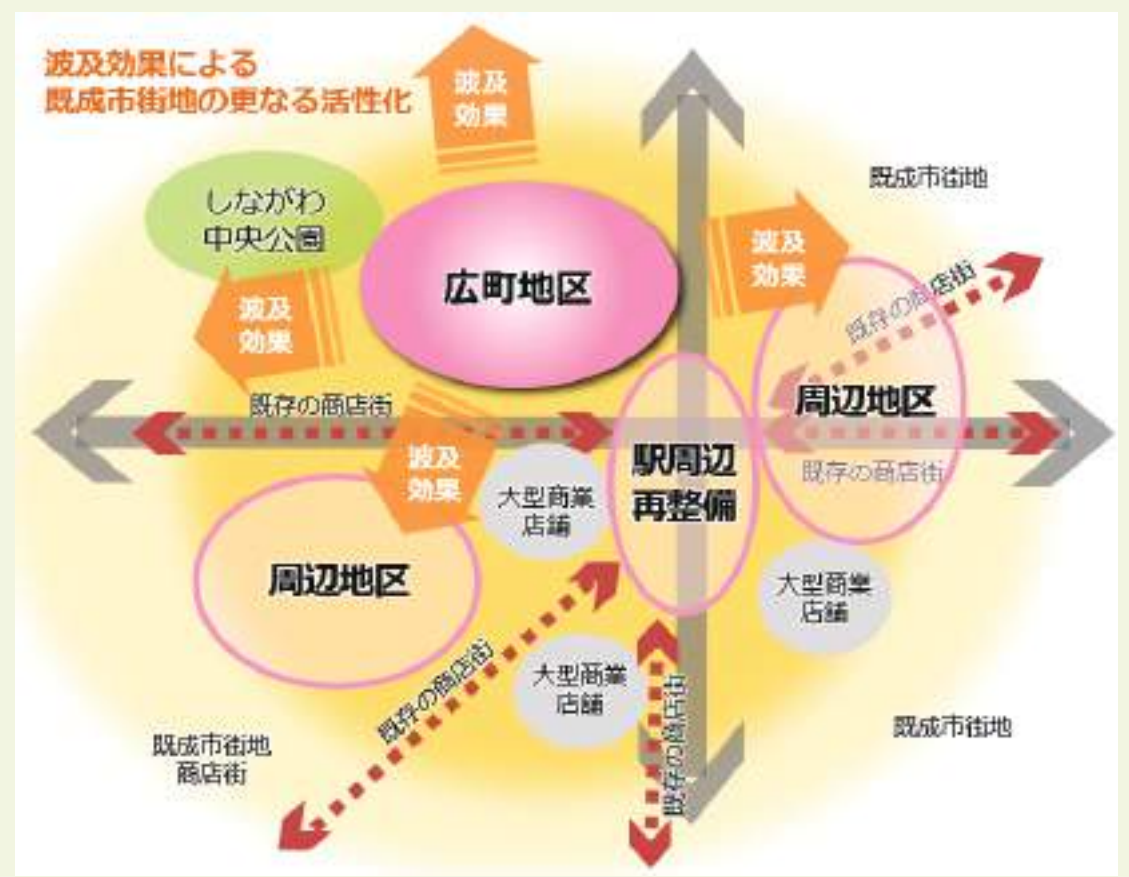 波及効果による
既成市街地の更なる活性化
波及
効果
既成市街地
しながわ
中央公園
波及
効果
広町地区
既存の商店街
波及
効果
既存の商店街
周辺地区
波及
効果
駅周辺
再整備
既存の商店街
大型商業
店舗
周辺地区
大型商業
店舗
既存の商店街
大型商業
店舗
既存の商店街
既成市街地
既成市街地
商店街